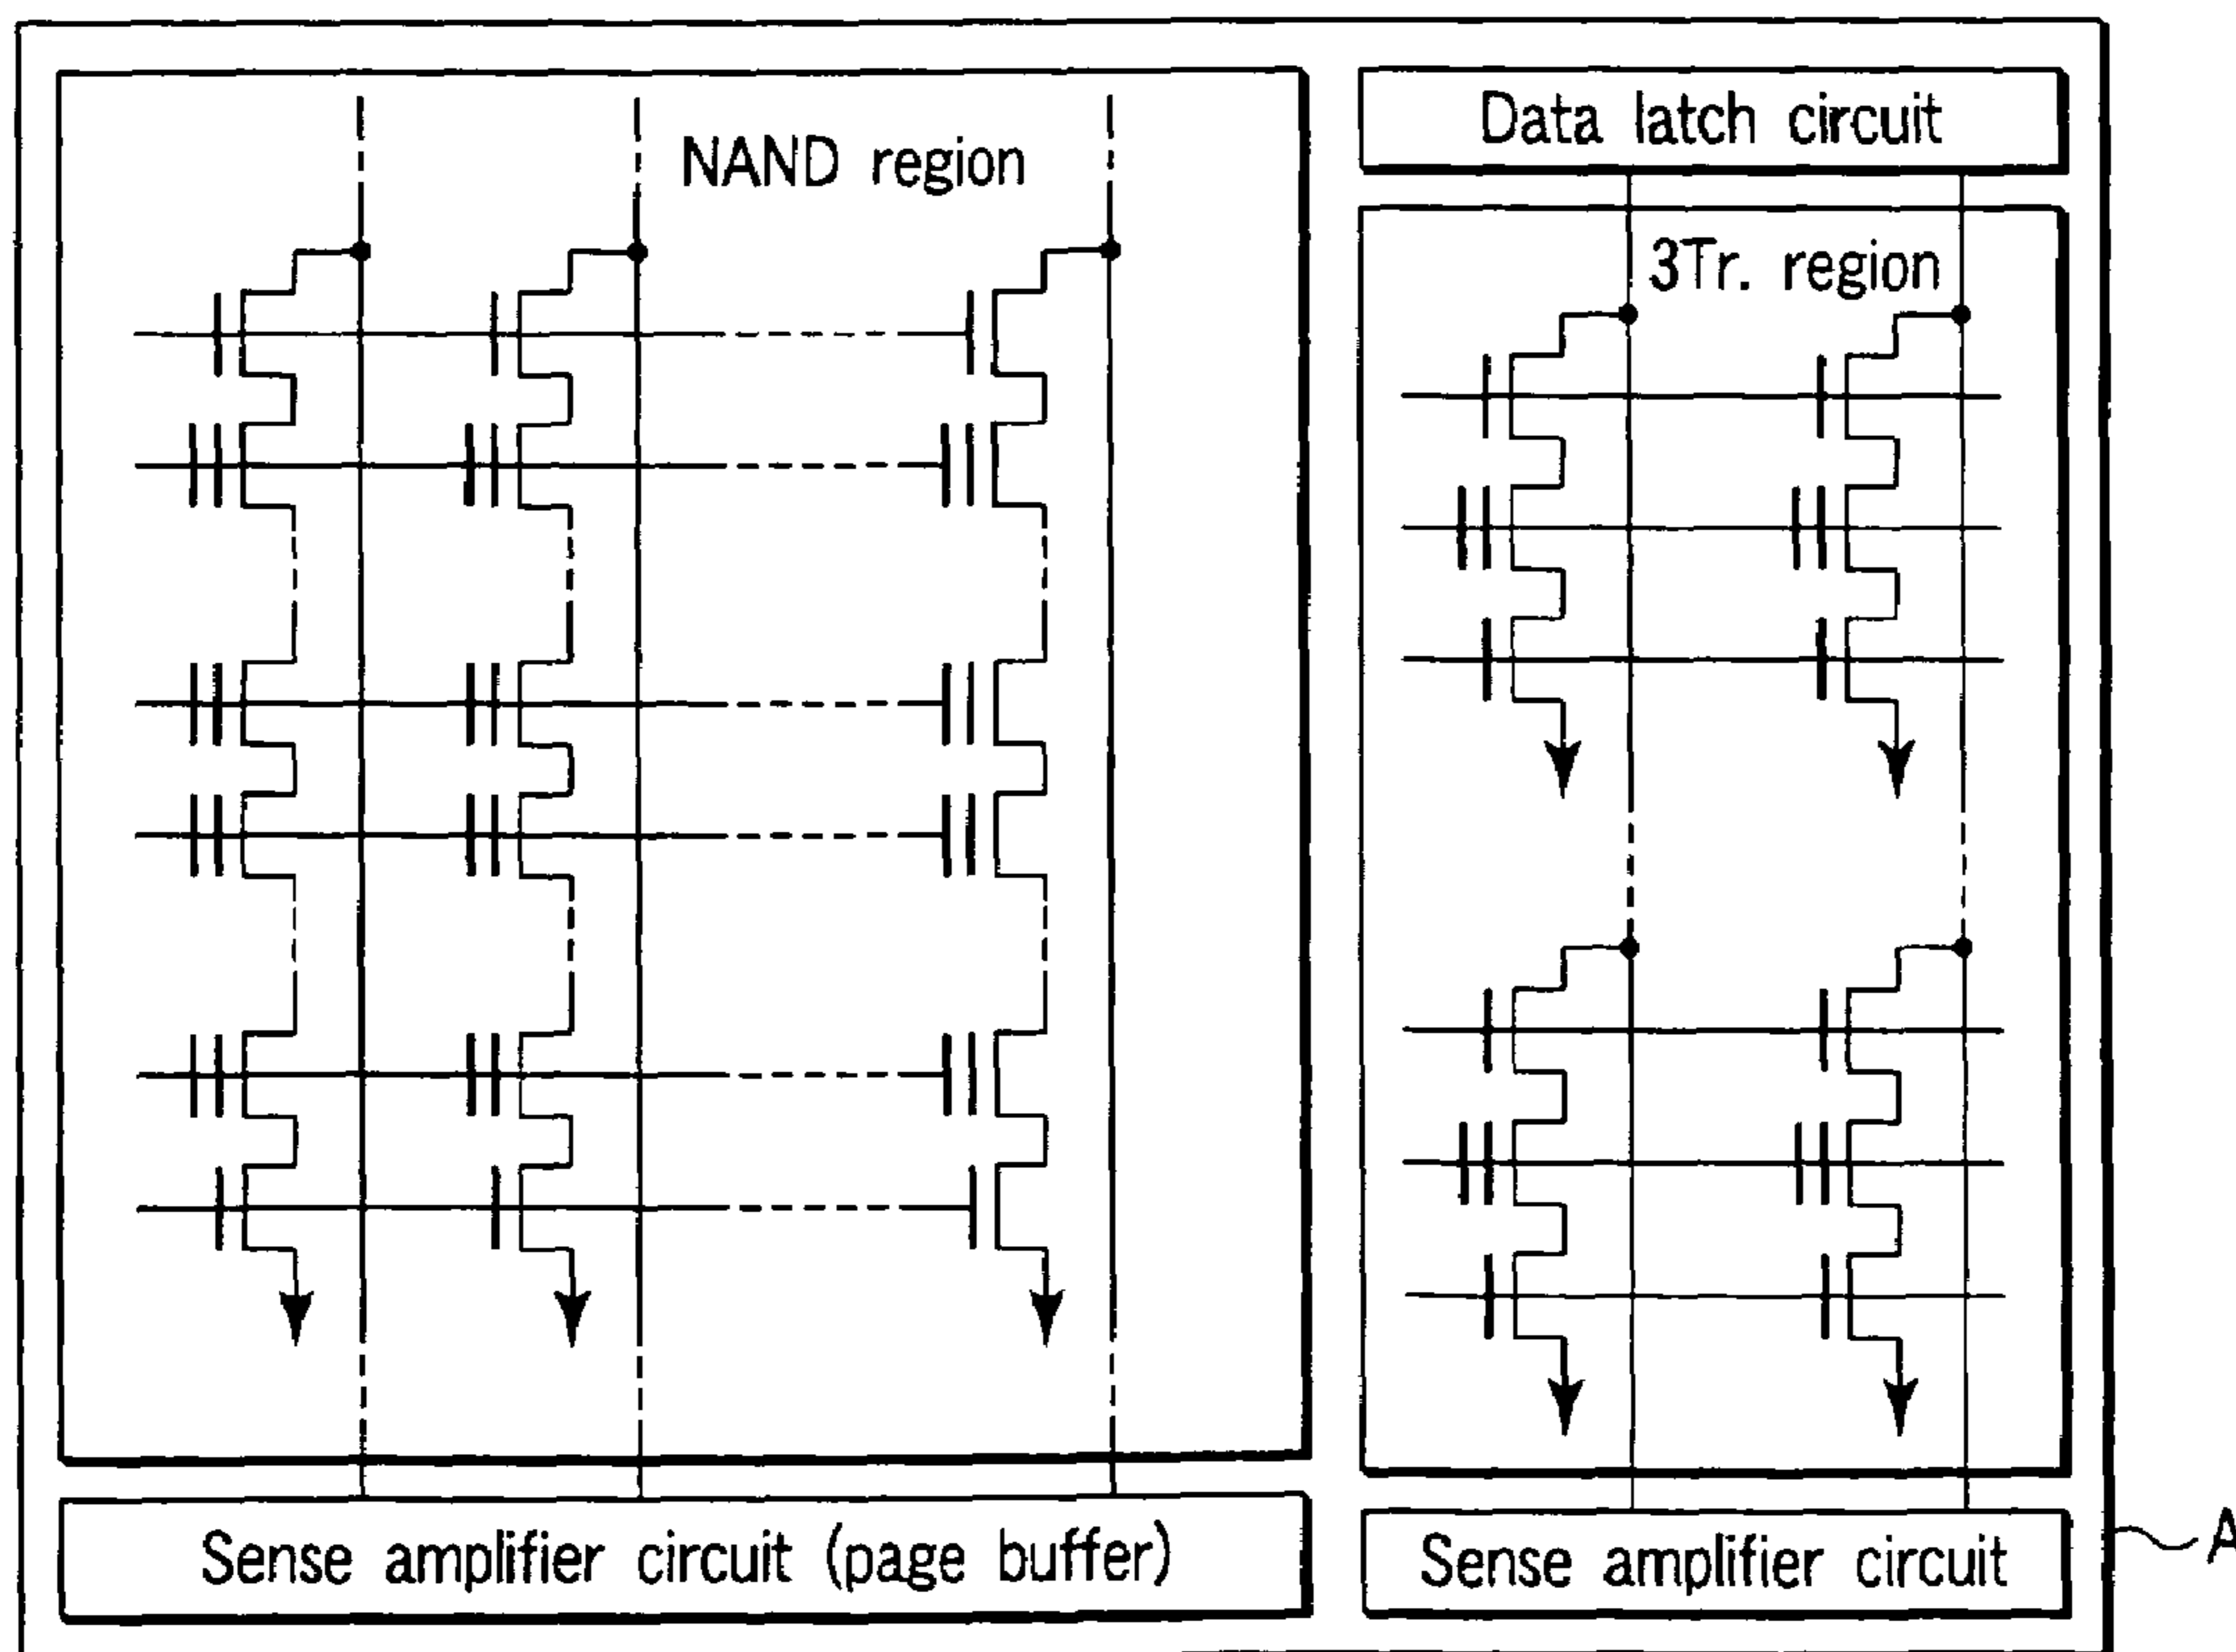 NAND region
Data latch circuit
3Tr. region
Sense amplifier circuit (page buffer)
Sense amplifier circuit
A